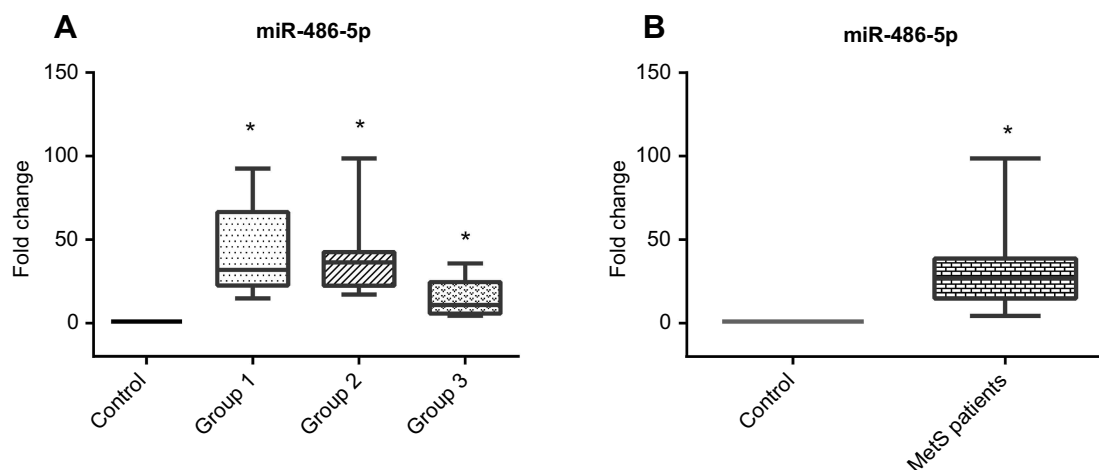 A
miR-486-5p
150
100
50
0
Fold change
*
*
*
Control
Group 1
Group 2
Group 3
B
miR-486-5p
150
100
50
0
Fold change
*
Control
MetS patients